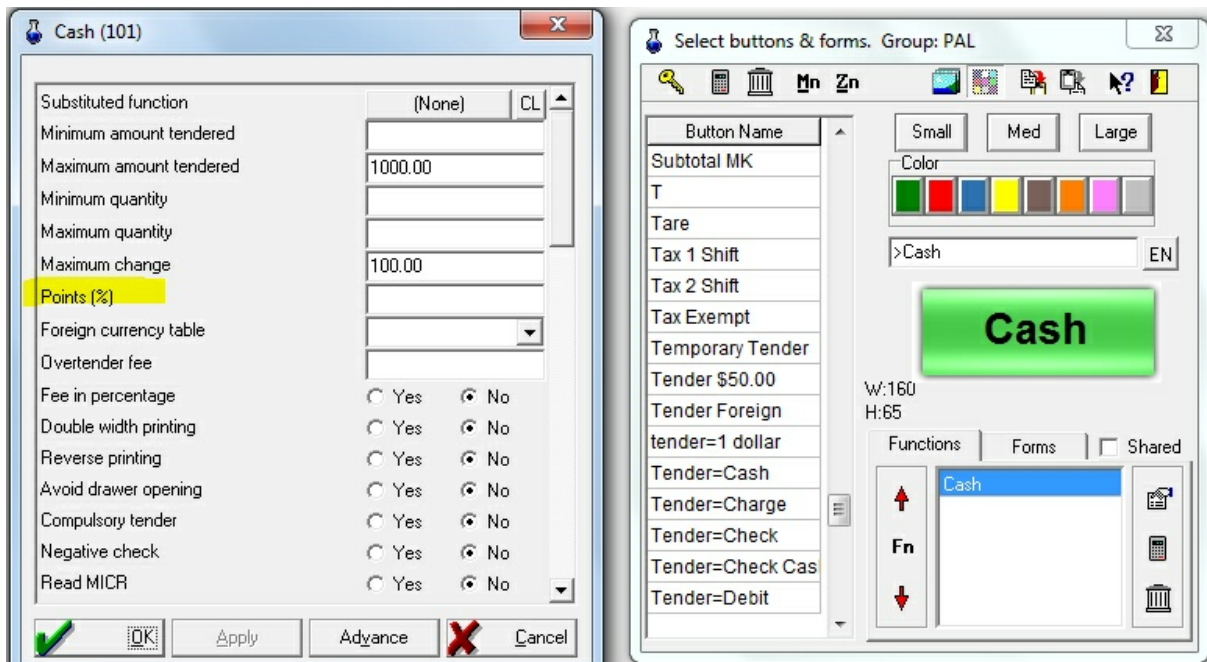 Cash (101)
Substituted function (None) CL
Minimum amount tendered
Maximum amount tendered 1000.00
Minimum quantity
Maximum quantity
Maximum change 100.00
Points (%)
Foreign currency table
Overtender fee
Fee in percentage Yes No
Double width printing Yes No
Reverse printing Yes No
Avoid drawer opening Yes No
Compulsory tender Yes No
Negative check Yes No
Read MICR Yes No
OK Apply Advance Cancel
Select buttons & forms. Group: PAL
Mn Zn
Button Name
Subtotal MK
T
Tare
Tax 1 Shift
Tax 2 Shift
Tax Exempt
Temporary Tender
Tender $50.00
Tender Foreign
tender=1 dollar
Tender=Cash
Tender=Charge
Tender=Check
Tender=Check Cas
Tender=Debit
Small Med Large
Color
>Cash EN
Cash
W:160
H:65
Functions Forms Shared
Cash
Fn